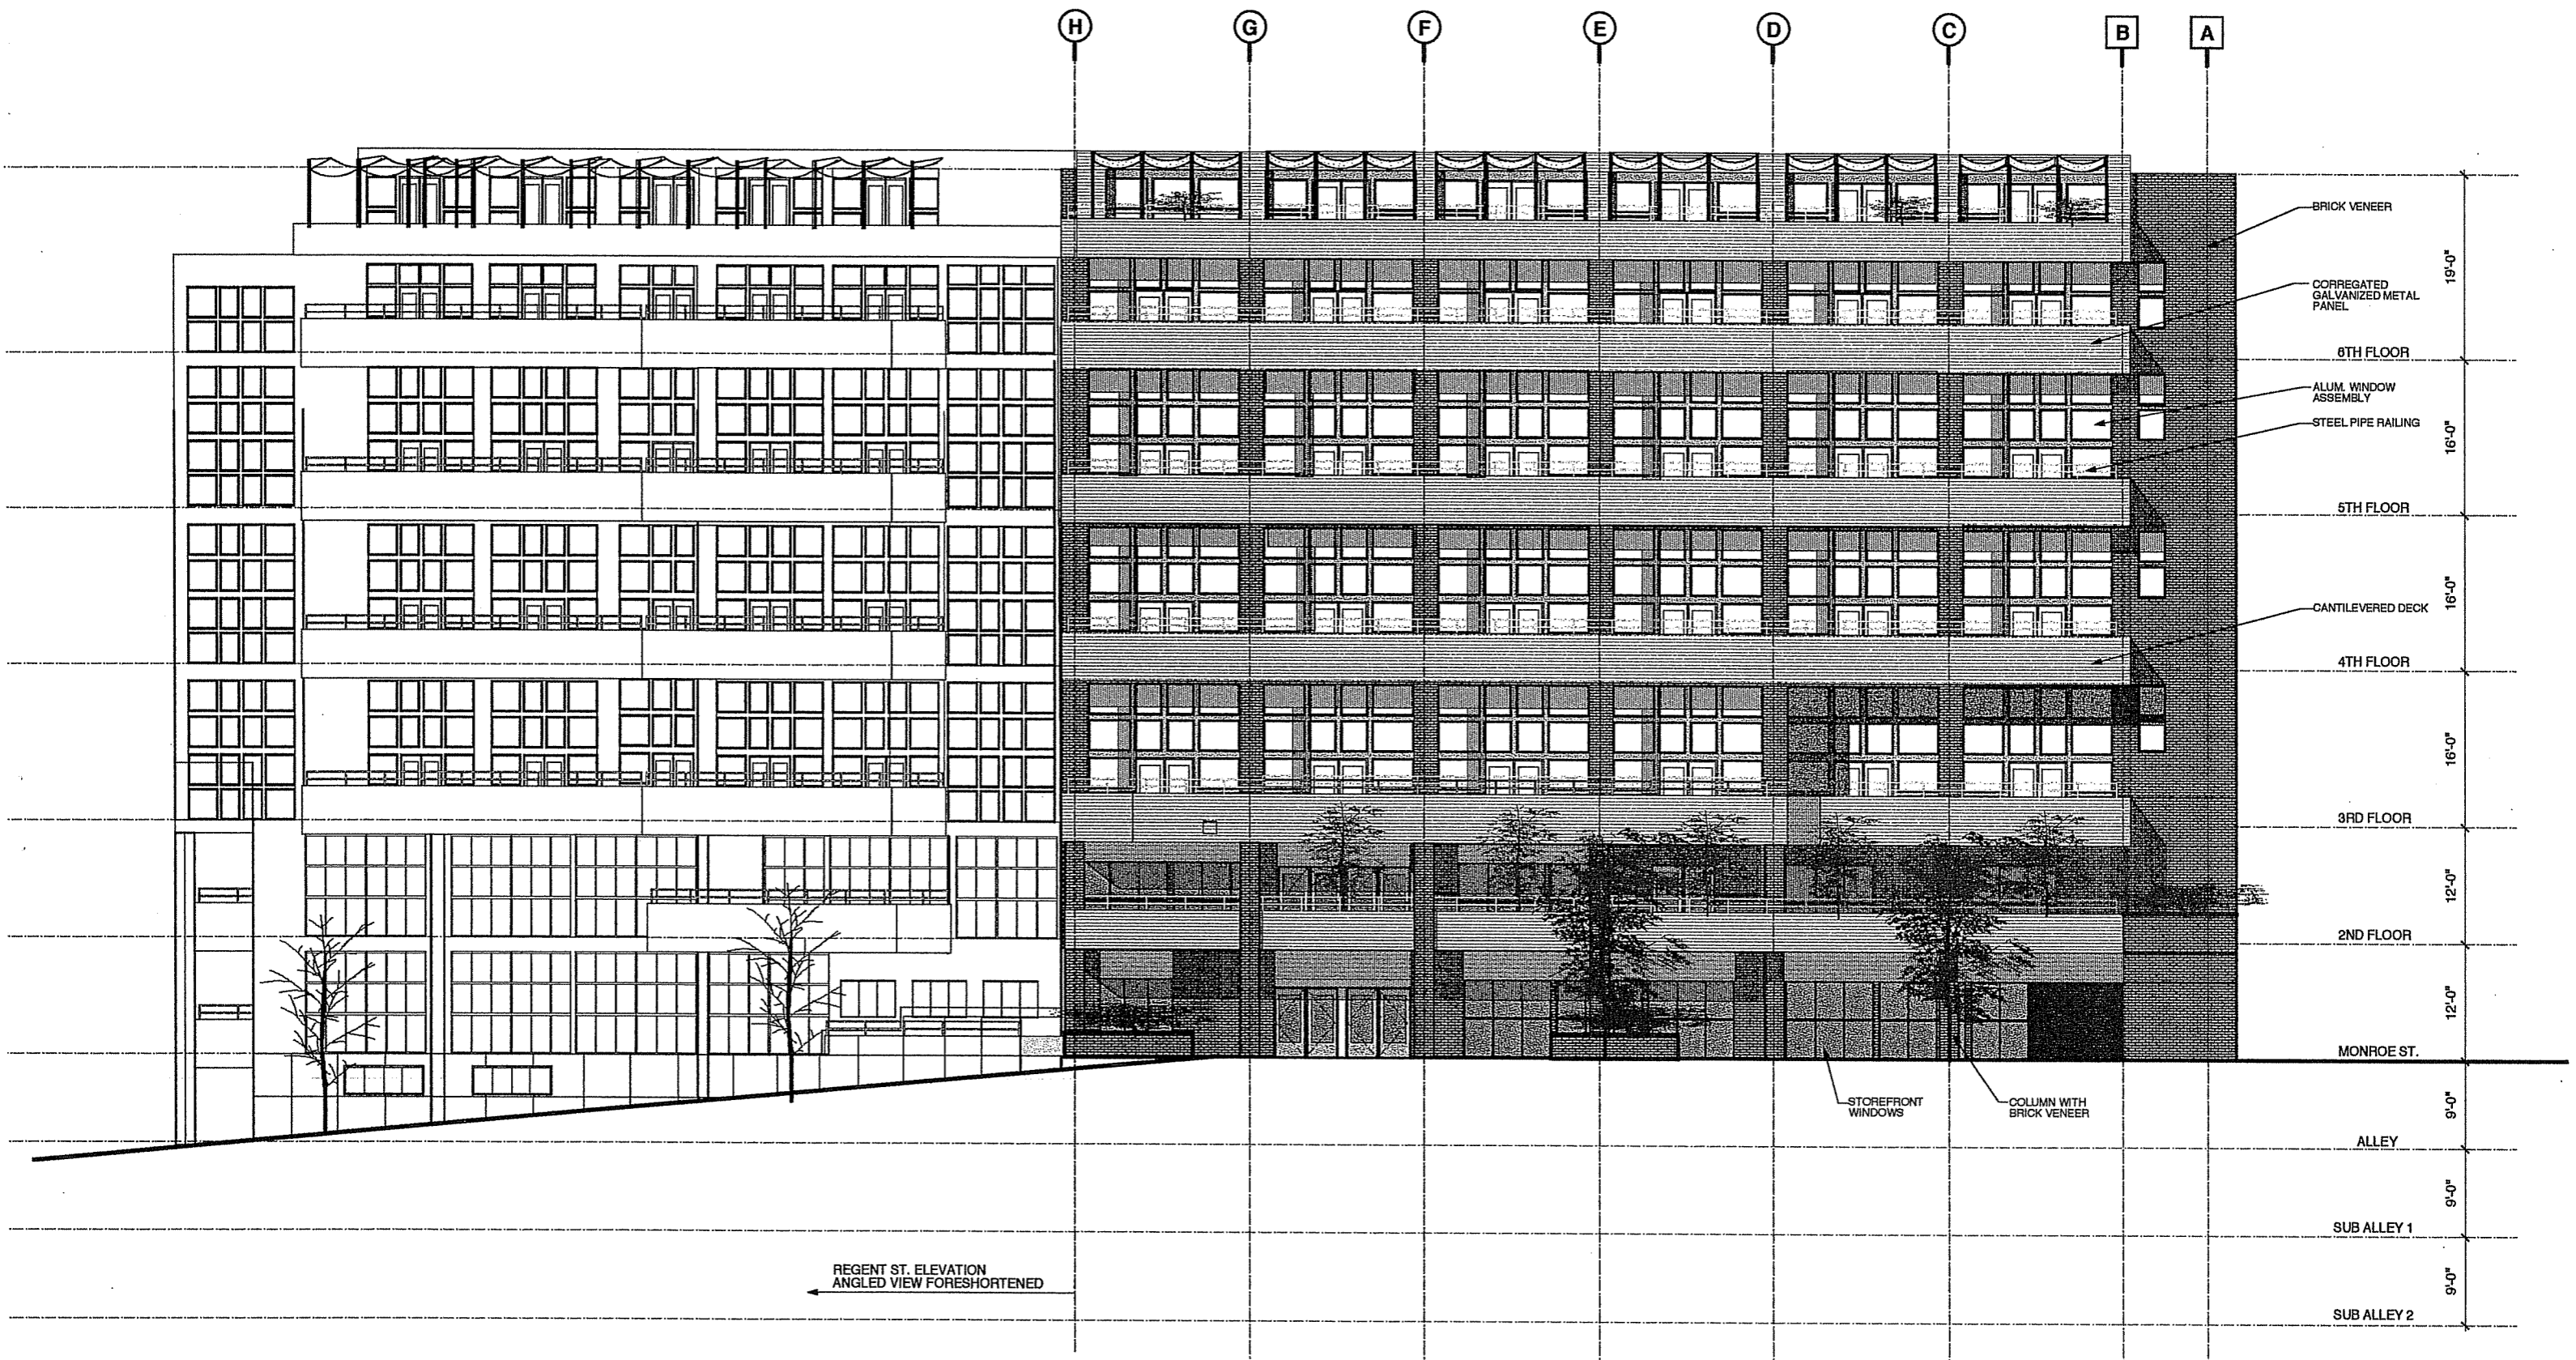 H G F E D C B A
BRICK VENEER
19'-0"
CORREGATED
GALVANIZED METAL
PANEL
6TH FLOOR
ALUM. WINDOW
ASSEMBLY
STEEL PIPE RAILING
16'-0"
5TH FLOOR
16'-0"
CANTILEVERED DECK
4TH FLOOR
16'-0"
3RD FLOOR
12'-0"
2ND FLOOR
12'-0"
MONROE ST.
STOREFRONT
WINDOWS
COLUMN WITH
BRICK VENEER
9'-0"
ALLEY
9'-0"
SUB ALLEY 1
REGENT ST. ELEVATION
ANGLED VIEW FORESHORTENED
9'-0"
SUB ALLEY 2